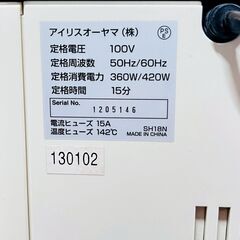 アイリスオーヤマ(株)
PS
E
定格電圧 100V
定格周波数 50Hz/60Hz
定格消費電力 360W/420W
定格時間 15分
Serial No. 1205146
電流ヒューズ 15A
温度ヒューズ 142℃ SH18N
MADE IN CHINA
130102